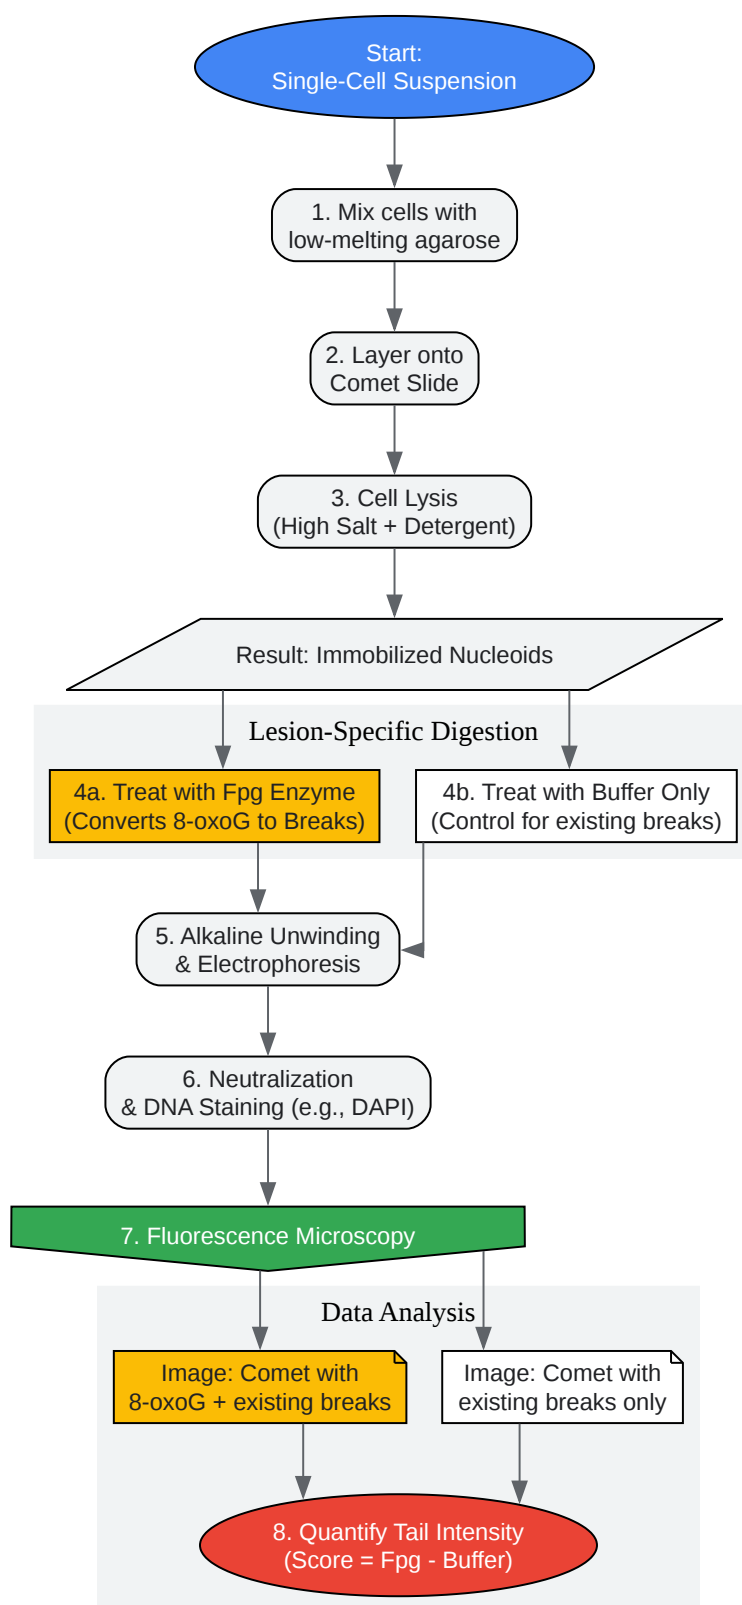 Start:
Single-Cell Suspension
1. Mix cells with
low-melting agarose
2. Layer onto
Comet Slide
3. Cell Lysis
(High Salt + Detergent)
Result: Immobilized Nucleoids
Lesion-Specific Digestion
4a. Treat with Fpg Enzyme
(Converts 8-oxoG to Breaks)
4b. Treat with Buffer Only
(Control for existing breaks)
5. Alkaline Unwinding
& Electrophoresis
6. Neutralization
& DNA Staining (e.g., DAPI)
7. Fluorescence Microscopy
Data Analysis
Image: Comet with
8-oxoG + existing breaks
Image: Comet with
existing breaks only
8. Quantify Tail Intensity
(Score = Fpg - Buffer)